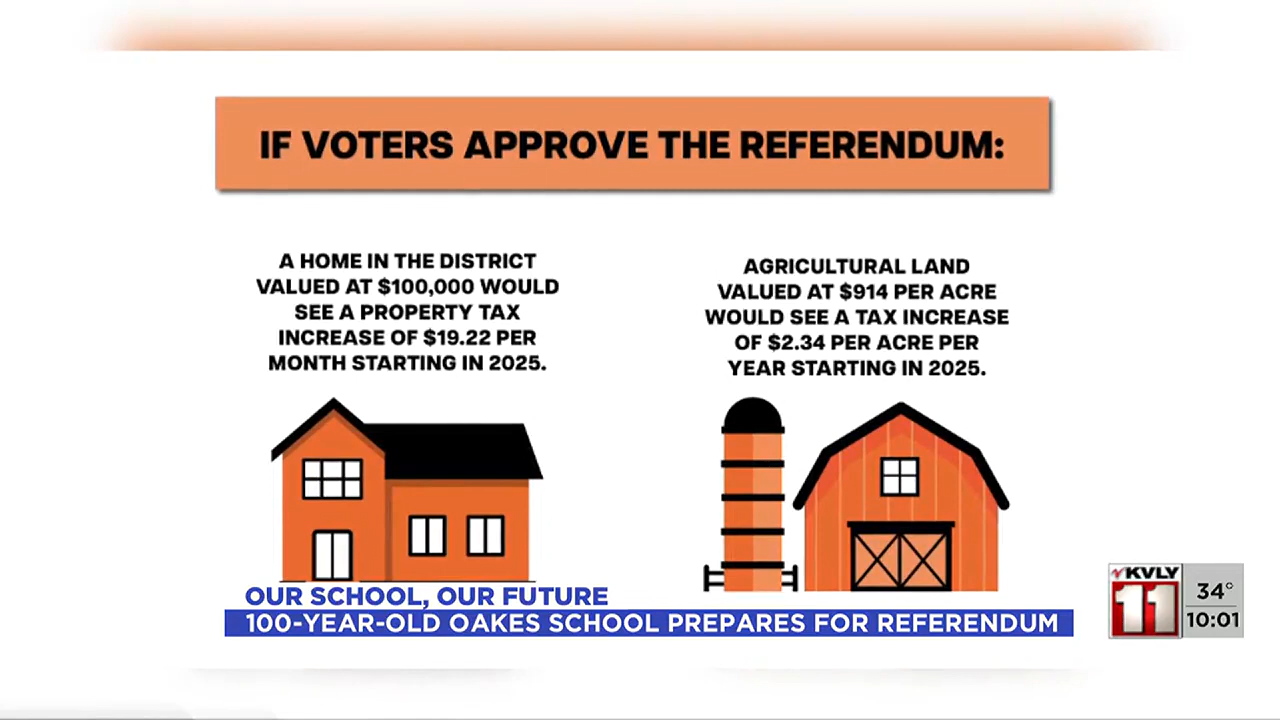 IF VOTERS APPROVE THE REFERENDUM:
A HOME IN THE DISTRICT
VALUED AT $100,000 WOULD
SEE A PROPERTY TAX
INCREASE OF $19.22 PER
MONTH STARTING IN 2025.
AGRICULTURAL LAND
VALUED AT $914 PER ACRE
WOULD SEE A TAX INCREASE
OF $2.34 PER ACRE PER
YEAR STARTING IN 2025.
OUR SCHOOL, OUR FUTURE
100-YEAR-OLD OAKES SCHOOL PREPARES FOR REFERENDUM
KVLY
11
34°
10:01